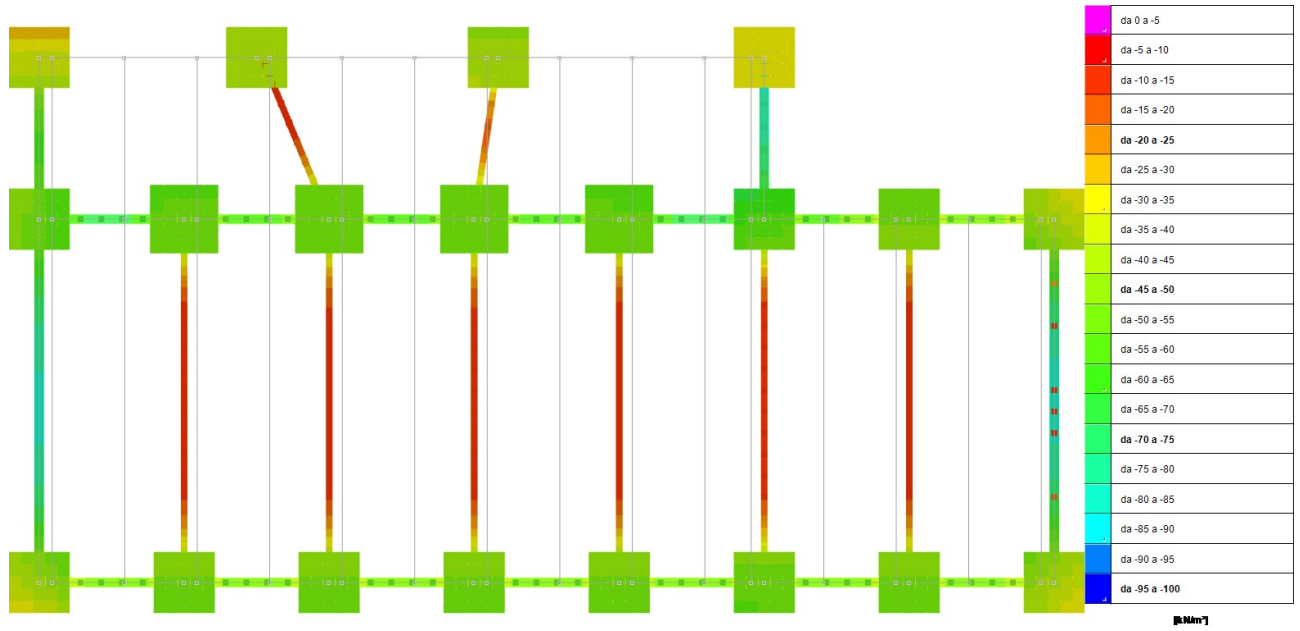 da 0 a -5
da -5 a -10
da -10 a -15
da -15 a -20
da -20 a -25
da -25 a -30
da -30 a -35
da -35 a -40
da -40 a -45
da -45 a -50
da -50 a -55
da -55 a -60
da -60 a -65
da -65 a -70
da -70 a -75
da -75 a -80
da -80 a -85
da -85 a -90
da -90 a -95
da -95 a -100
[kN/m²]